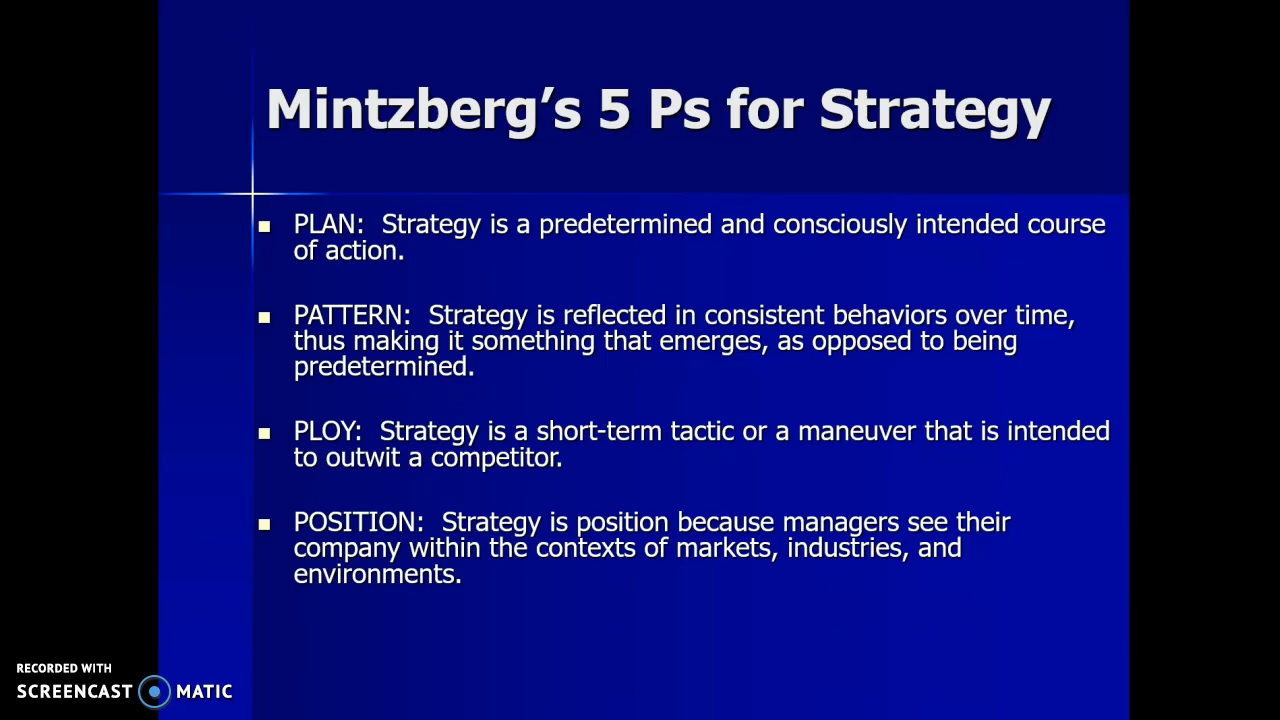 Mintzberg’s 5 Ps for Strategy
PLAN: Strategy is a predetermined and consciously intended course
of action.
PATTERN: Strategy is reflected in consistent behaviors over time,
thus making it something that emerges, as opposed to being
predetermined.
PLOY: Strategy is a short-term tactic or a maneuver that is intended
to outwit a competitor.
POSITION: Strategy is position because managers see their
company within the contexts of markets, industries, and
environments.
RECORDED WITH
SCREENCAST MATIC